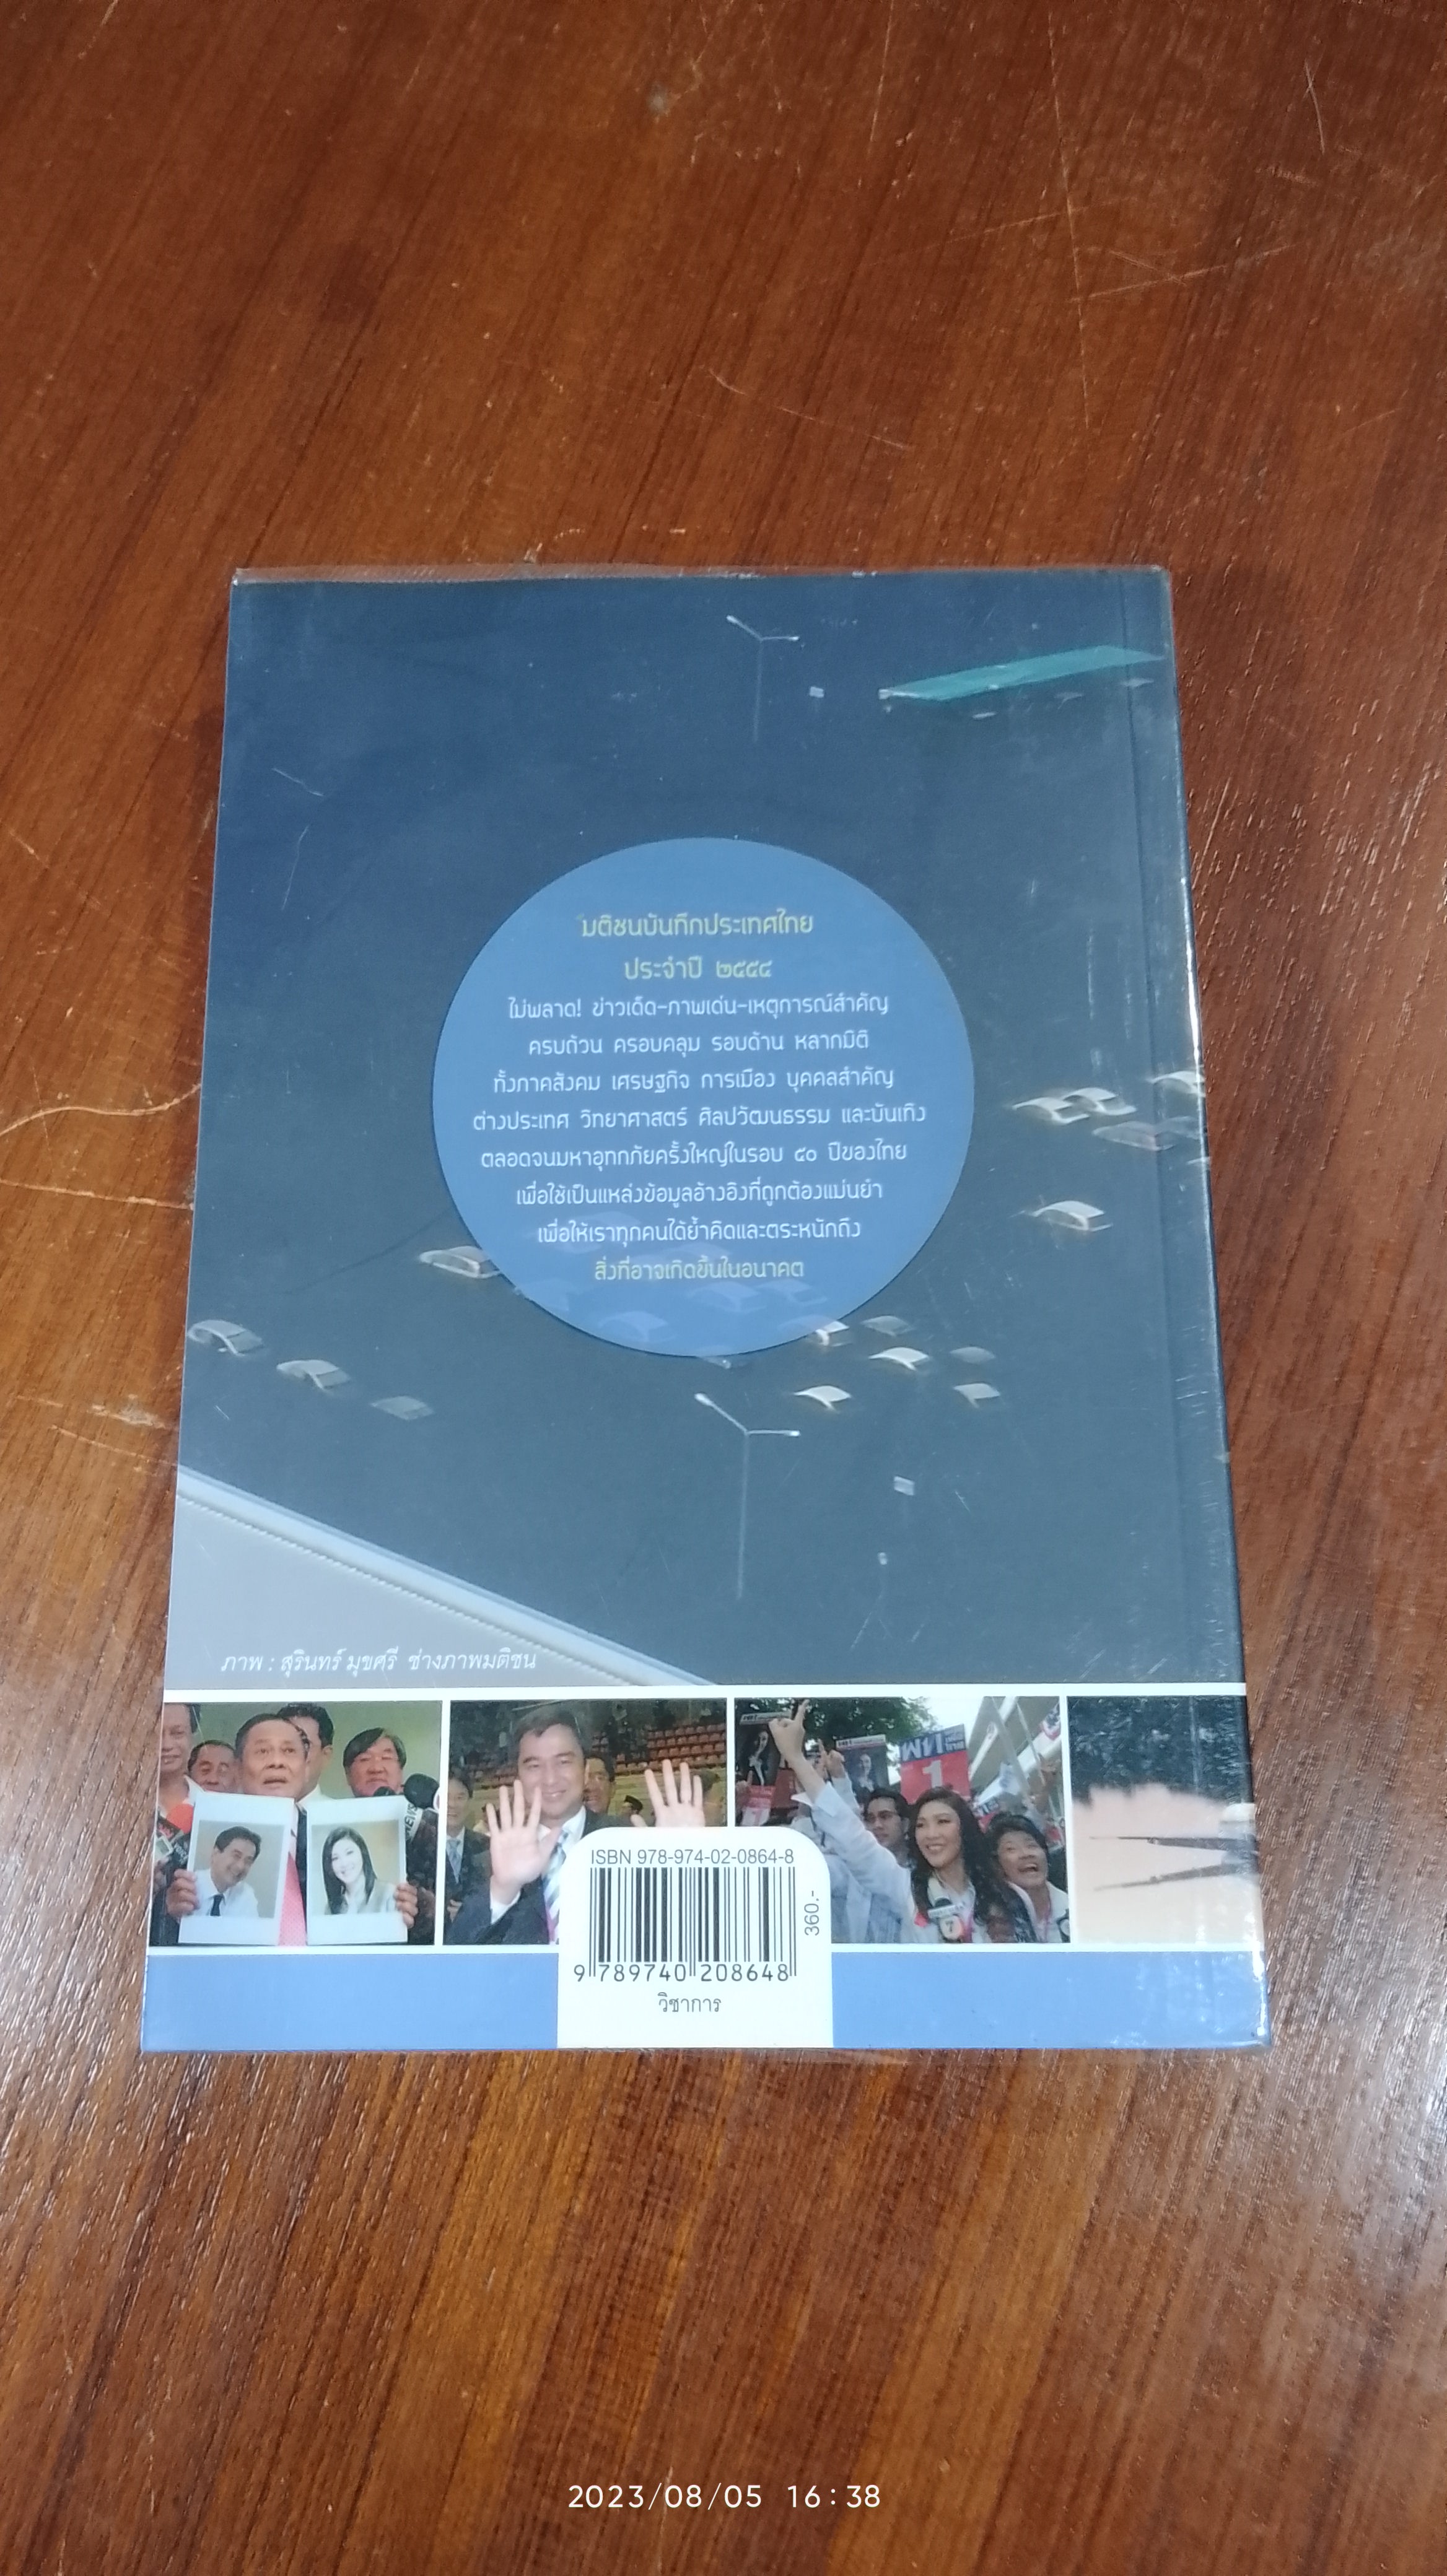 มติชนบันทึกประเทศไทย
ประจำปี ๒๕๕๔
ไม่พลาด! ข่าวเด็ด-ภาพเด่น-เหตุการณ์สำคัญ
ครบถ้วน ครอบคลุม รอบด้าน หลากมิติ
ทั้งภาคสังคม เศรษฐกิจ การเมือง บุคคลสำคัญ
ต่างประเทศ วิทยาศาสตร์ ศิลปวัฒนธรรม และบันเทิง
ตลอดจนมหาอุทกภัยครั้งใหญ่ในรอบ ๕๐ ปีของไทย
เพื่อใช้เป็นแหล่งข้อมูลอ้างอิงที่ถูกต้องแม่นยำ
เพื่อให้เราทุกคนได้ย้ำคิดและตระหนักถึง
สิ่งที่อาจเกิดขึ้นในอนาคต
ภาพ : สุรินทร์ มุขศรี ช่างภาพมติชน
พท
1
7
ISBN 978-974-02-0864-8
360.-
9 789740 208648
วิชาการ
2023/08/05 16:38